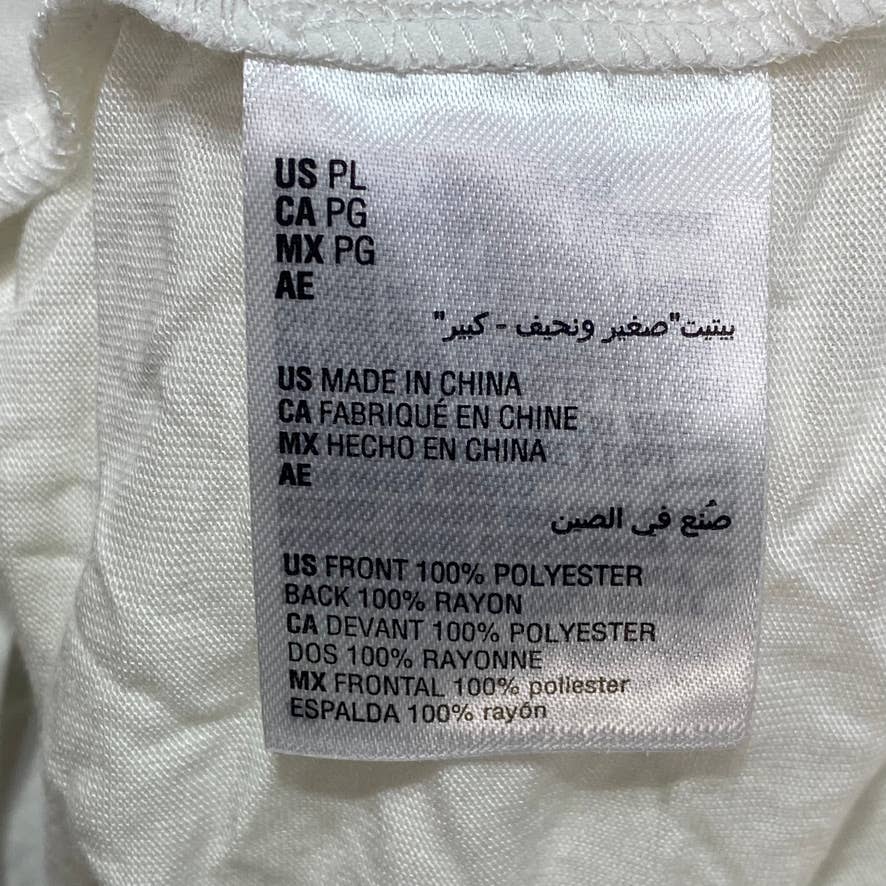 US PL
CA PG
MX PG
AE
بيتيت"صغير ونحيف - كبير"
US MADE IN CHINA
CA FABRIQUÉ EN CHINE
MX HECHO EN CHINA
AE
صُنع في الصين
US FRONT 100% POLYESTER
BACK 100% RAYON
CA DEVANT 100% POLYESTER
DOS 100% RAYONNE
MX FRONTAL 100% poliester
ESPALDA 100% rayón